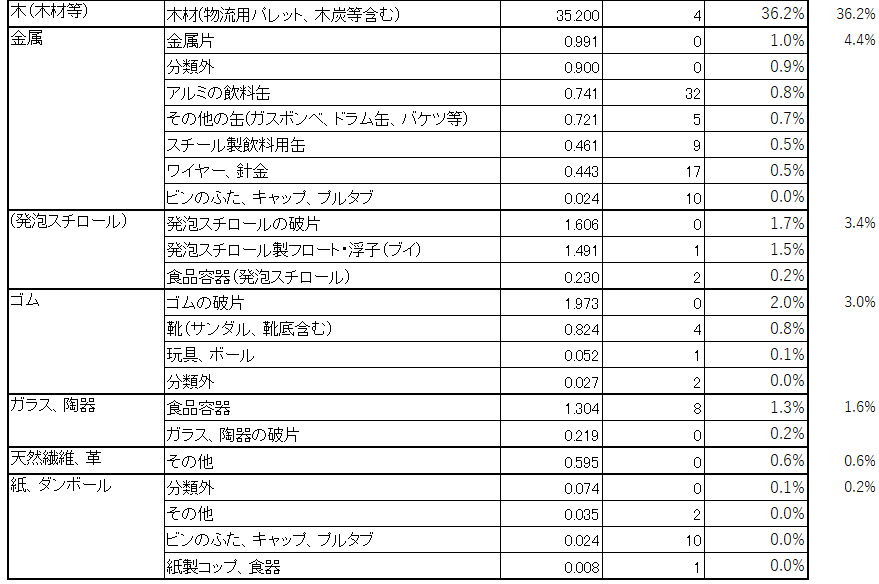 木（木材等） 木材(物流用パレット、木炭等含む） 35.200 4 36.2% 36.2%
金属 金属片 0.991 0 1.0% 4.4%
分類外 0.900 0 0.9%
アルミの飲料缶 0.741 32 0.8%
その他の缶(ガスボンベ、ドラム缶、バケツ等） 0.721 5 0.7%
スチール製飲料用缶 0.461 9 0.5%
ワイヤー、針金 0.443 17 0.5%
ビンのふた、キャップ、プルタブ 0.024 10 0.0%
(発泡スチロール） 発泡スチロールの破片 1.606 0 1.7% 3.4%
発泡スチロール製フロート・浮子（ブイ） 1.491 1 1.5%
食品容器（発泡スチロール） 0.230 2 0.2%
ゴム ゴムの破片 1.973 0 2.0% 3.0%
靴（サンダル、靴底含む） 0.824 4 0.8%
玩具、ボール 0.052 1 0.1%
分類外 0.027 2 0.0%
ガラス、陶器 食品容器 1.304 8 1.3% 1.6%
ガラス、陶器の破片 0.219 0 0.2%
天然繊維、革 その他 0.595 0 0.6% 0.6%
紙、ダンボール 分類外 0.074 0 0.1% 0.2%
その他 0.035 2 0.0%
ビンのふた、キャップ、プルタブ 0.024 10 0.0%
紙製コップ、食器 0.008 1 0.0%